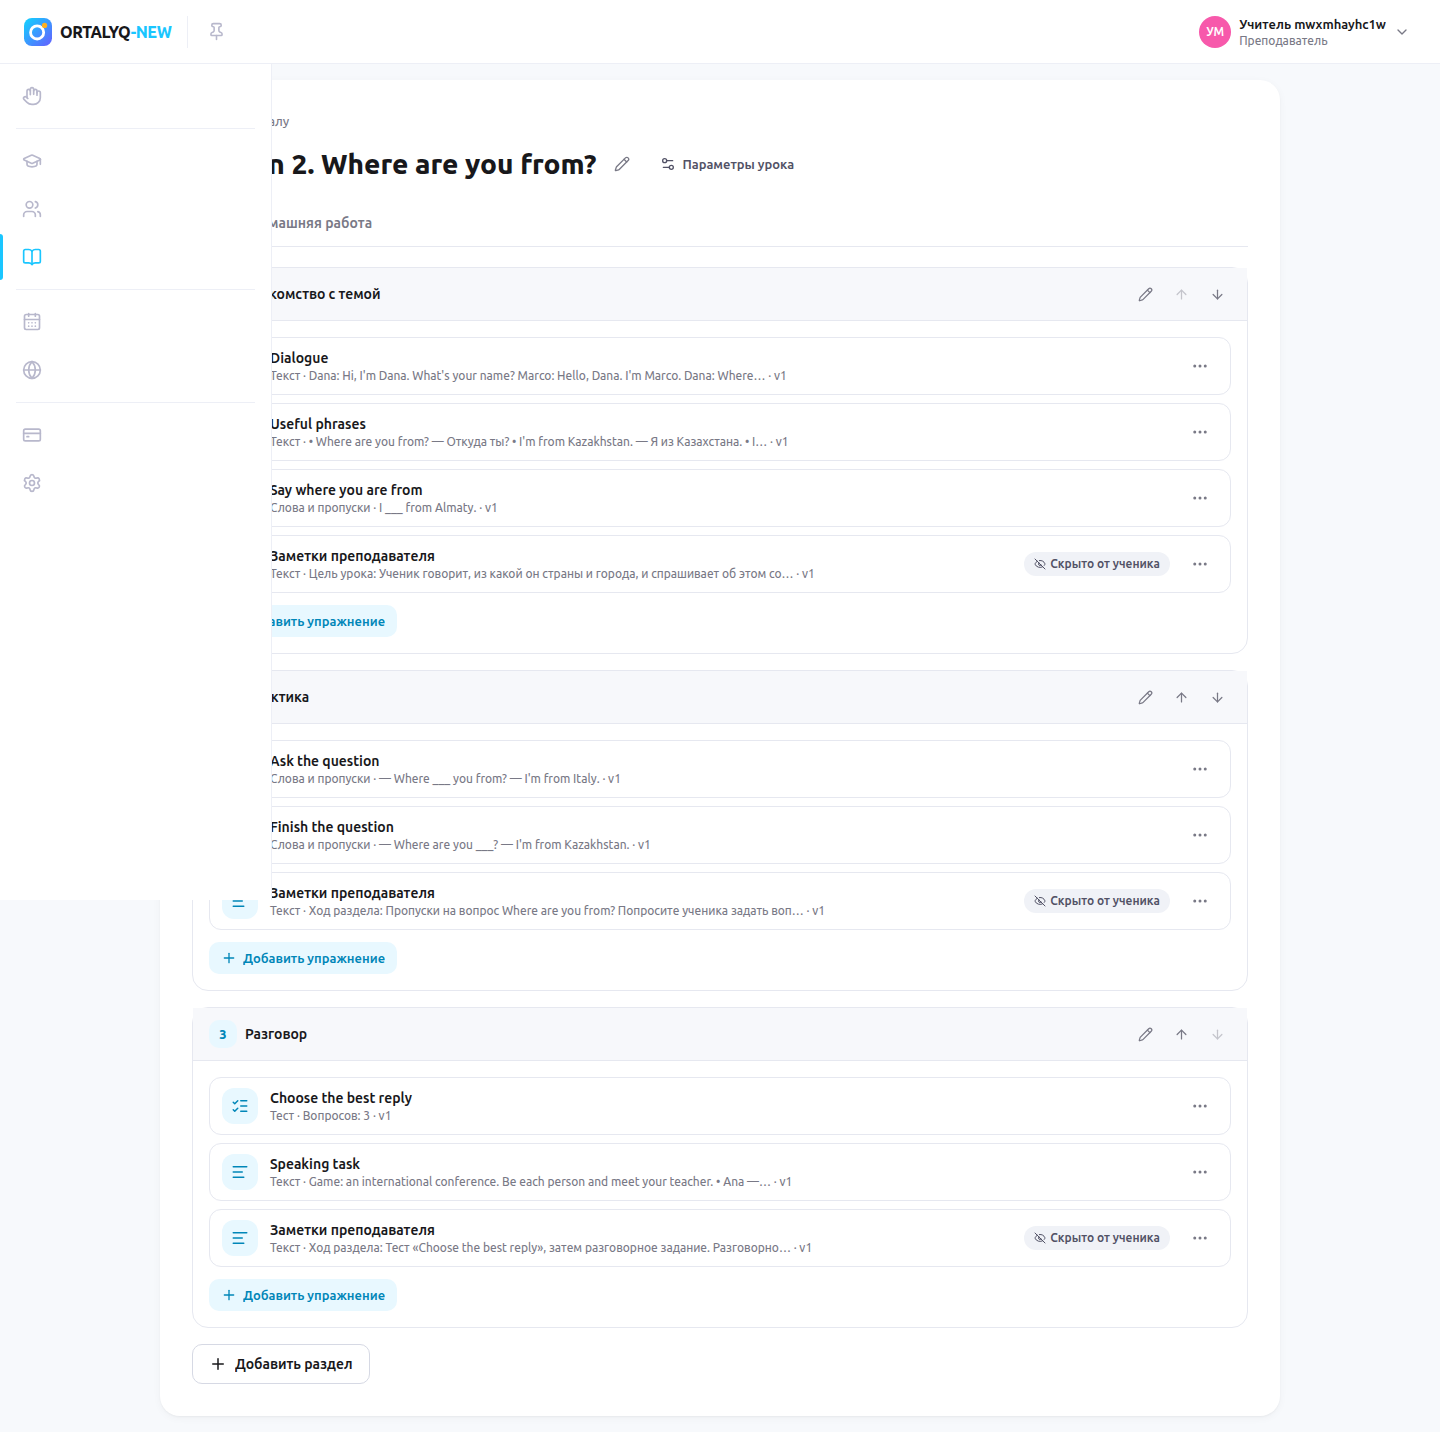 ORTALYQ-NEW
УМ
Учитель mwxmhayhc1w
Преподаватель
алу
n 2. Where are you from?
Параметры урока
машняя работа
комство с темой
Dialogue
Текст · Dana: Hi, I'm Dana. What's your name? Marco: Hello, Dana. I'm Marco. Dana: Where… · v1
Useful phrases
Текст · • Where are you from? — Откуда ты? • I'm from Kazakhstan. — Я из Казахстана. • I… · v1
Say where you are from
Слова и пропуски · I ___ from Almaty. · v1
Заметки преподавателя
Текст · Цель урока: Ученик говорит, из какой он страны и города, и спрашивает об этом со… · v1
Скрыто от ученика
авить упражнение
ктика
Ask the question
Слова и пропуски · — Where ___ you from? — I'm from Italy. · v1
Finish the question
Слова и пропуски · — Where are you ___? — I'm from Kazakhstan. · v1
Заметки преподавателя
Текст · Ход раздела: Пропуски на вопрос Where are you from? Попросите ученика задать воп… · v1
Скрыто от ученика
Добавить упражнение
3 Разговор
Choose the best reply
Тест · Вопросов: 3 · v1
Speaking task
Текст · Game: an international conference. Be each person and meet your teacher. • Ana —… · v1
Заметки преподавателя
Текст · Ход раздела: Тест «Choose the best reply», затем разговорное задание. Разговорно… · v1
Скрыто от ученика
Добавить упражнение
Добавить раздел